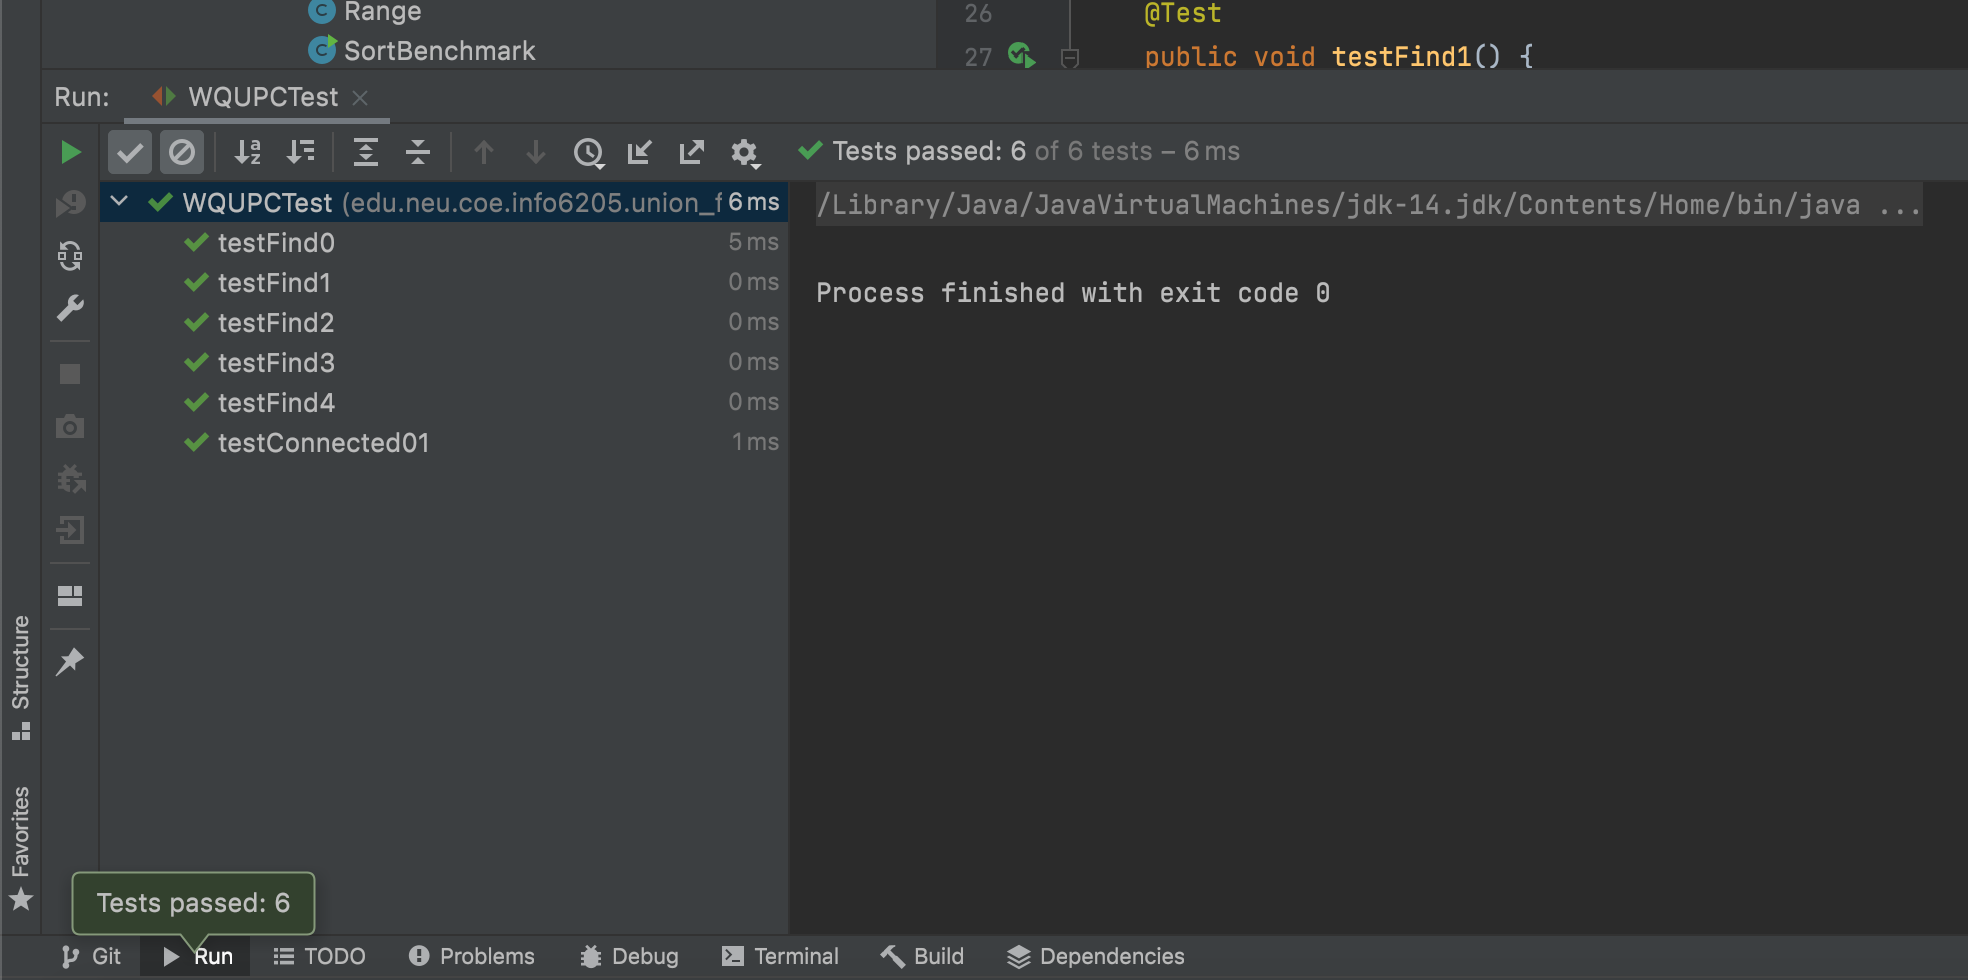 Range
SortBenchmark
26 @Test
27 public void testFind1() {
Run: WQUPCTest
Tests passed: 6 of 6 tests – 6 ms
WQUPCTest (edu.neu.coe.info6205.union_f 6 ms
testFind0 5 ms
testFind1 0 ms
testFind2 0 ms
testFind3 0 ms
testFind4 0 ms
testConnected01 1 ms
/Library/Java/JavaVirtualMachines/jdk-14.jdk/Contents/Home/bin/java ...
Process finished with exit code 0
Structure
Favorites
Tests passed: 6
Git Run TODO Problems Debug Terminal Build Dependencies